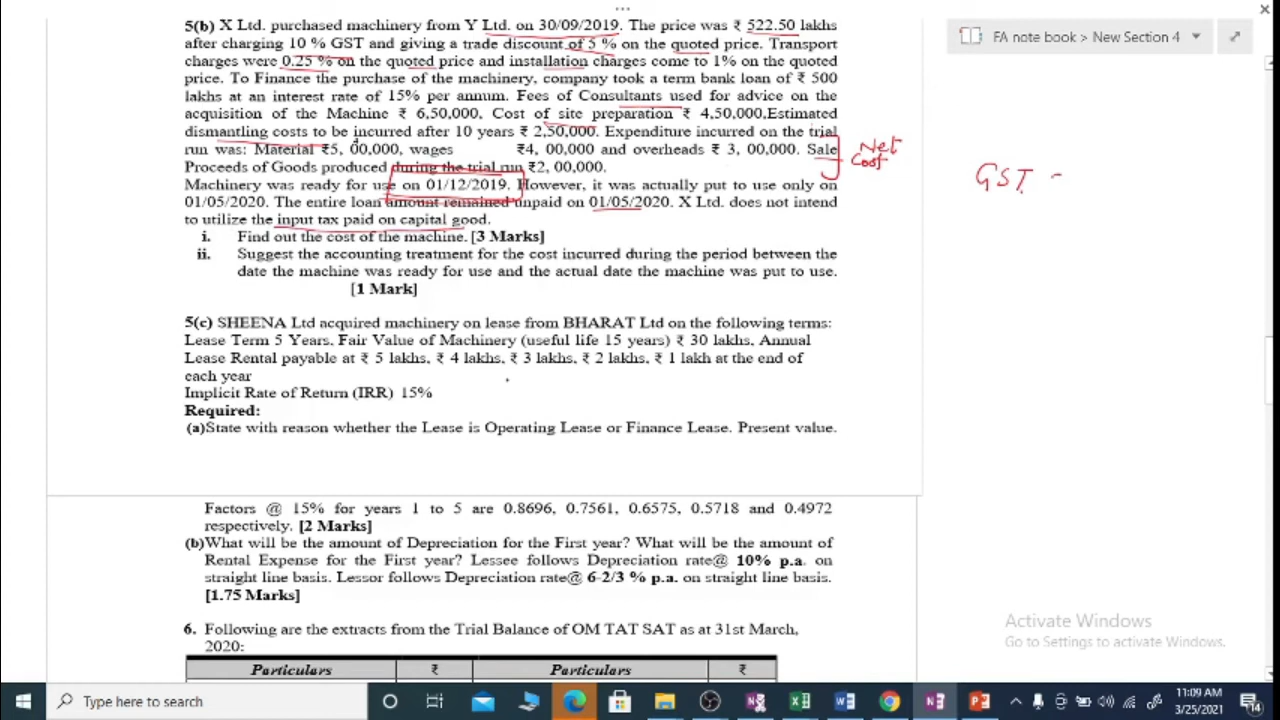 5(b) X Ltd. purchased machinery from Y Ltd. on 30/09/2019. The price was ₹ 522.50 lakhs
after charging 10 % GST and giving a trade discount of 5 % on the quoted price. Transport
charges were 0.25 % on the quoted price and installation charges come to 1% on the quoted
price. To Finance the purchase of the machinery, company took a term bank loan of ₹ 500
lakhs at an interest rate of 15% per annum. Fees of Consultants used for advice on the
acquisition of the Machine ₹ 6,50,000, Cost of site preparation ₹ 4,50,000,Estimated
dismantling costs to be incurred after 10 years ₹ 2,50,000. Expenditure incurred on the trial
run was: Material ₹5, 00,000, wages ₹4, 00,000 and overheads ₹ 3, 00,000. Sale
Proceeds of Goods produced during the trial run ₹2, 00,000.
Machinery was ready for use on 01/12/2019. However, it was actually put to use only on
01/05/2020. The entire loan amount remained unpaid on 01/05/2020. X Ltd. does not intend
to utilize the input tax paid on capital good.
i. Find out the cost of the machine. [3 Marks]
ii. Suggest the accounting treatment for the cost incurred during the period between the
date the machine was ready for use and the actual date the machine was put to use.
[1 Mark]
5(c) SHEENA Ltd acquired machinery on lease from BHARAT Ltd on the following terms:
Lease Term 5 Years. Fair Value of Machinery (useful life 15 years) ₹ 30 lakhs. Annual
Lease Rental payable at ₹ 5 lakhs, ₹ 4 lakhs, ₹ 3 lakhs, ₹ 2 lakhs, ₹ 1 lakh at the end of
each year
Implicit Rate of Return (IRR) 15%
Required:
(a)State with reason whether the Lease is Operating Lease or Finance Lease. Present value.
Factors @ 15% for years 1 to 5 are 0.8696, 0.7561, 0.6575, 0.5718 and 0.4972
respectively. [2 Marks]
(b)What will be the amount of Depreciation for the First year? What will be the amount of
Rental Expense for the First year? Lessee follows Depreciation rate@ 10% p.a. on
straight line basis. Lessor follows Depreciation rate@ 6-2/3 % p.a. on straight line basis.
[1.75 Marks]
6. Following are the extracts from the Trial Balance of OM TAT SAT as at 31st March,
2020:
Particulars ₹ Particulars ₹
Net
Cost
GST -
FA note book > New Section 4
Activate Windows
Go to Settings to activate Windows.
Type here to search
11:09 AM
3/25/2021
14